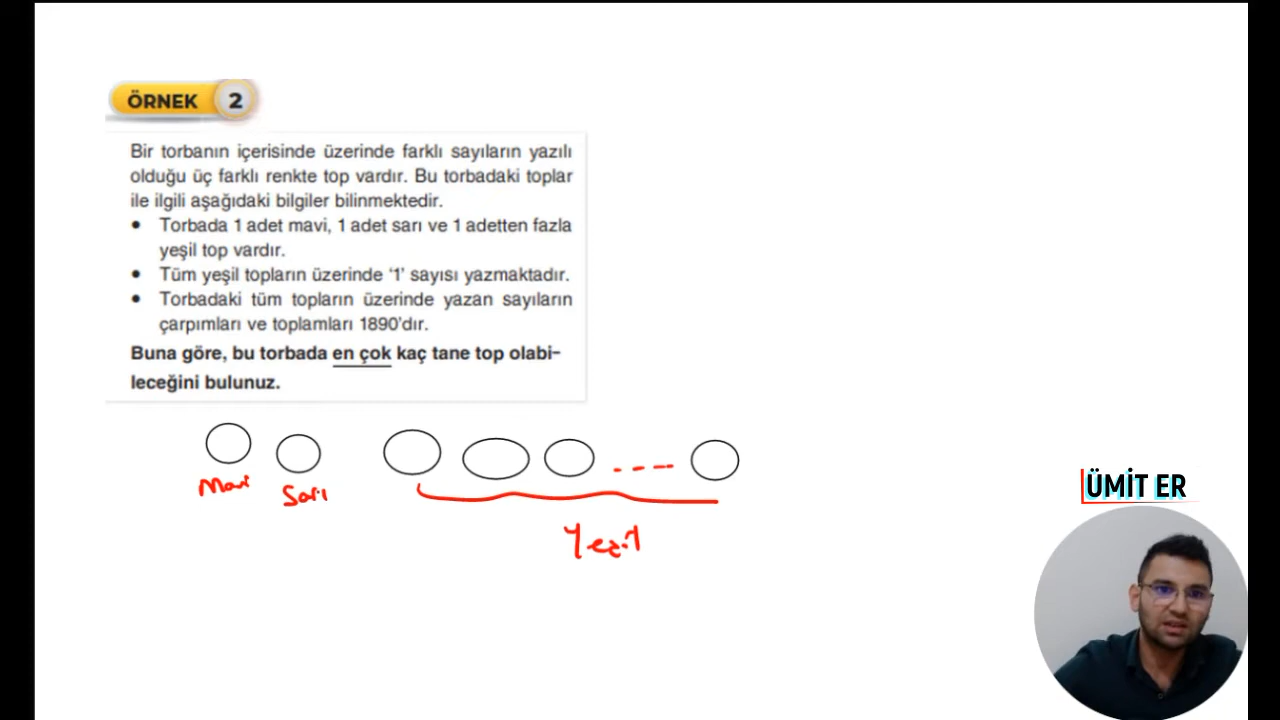 ÖRNEK 2
Bir torbanın içerisinde üzerinde farklı sayıların yazılı
olduğu üç farklı renkte top vardır. Bu torbadaki toplar
ile ilgili aşağıdaki bilgiler bilinmektedir.
• Torbada 1 adet mavi, 1 adet sarı ve 1 adetten fazla
yeşil top vardır.
• Tüm yeşil topların üzerinde ‘1’ sayısı yazmaktadır.
• Torbadaki tüm topların üzerinde yazan sayıların
çarpımları ve toplamları 1890’dır.
Buna göre, bu torbada en çok kaç tane top olabi-
leceğini bulunuz.
Mavi
Sarı
Yeşil
ÜMİT ER